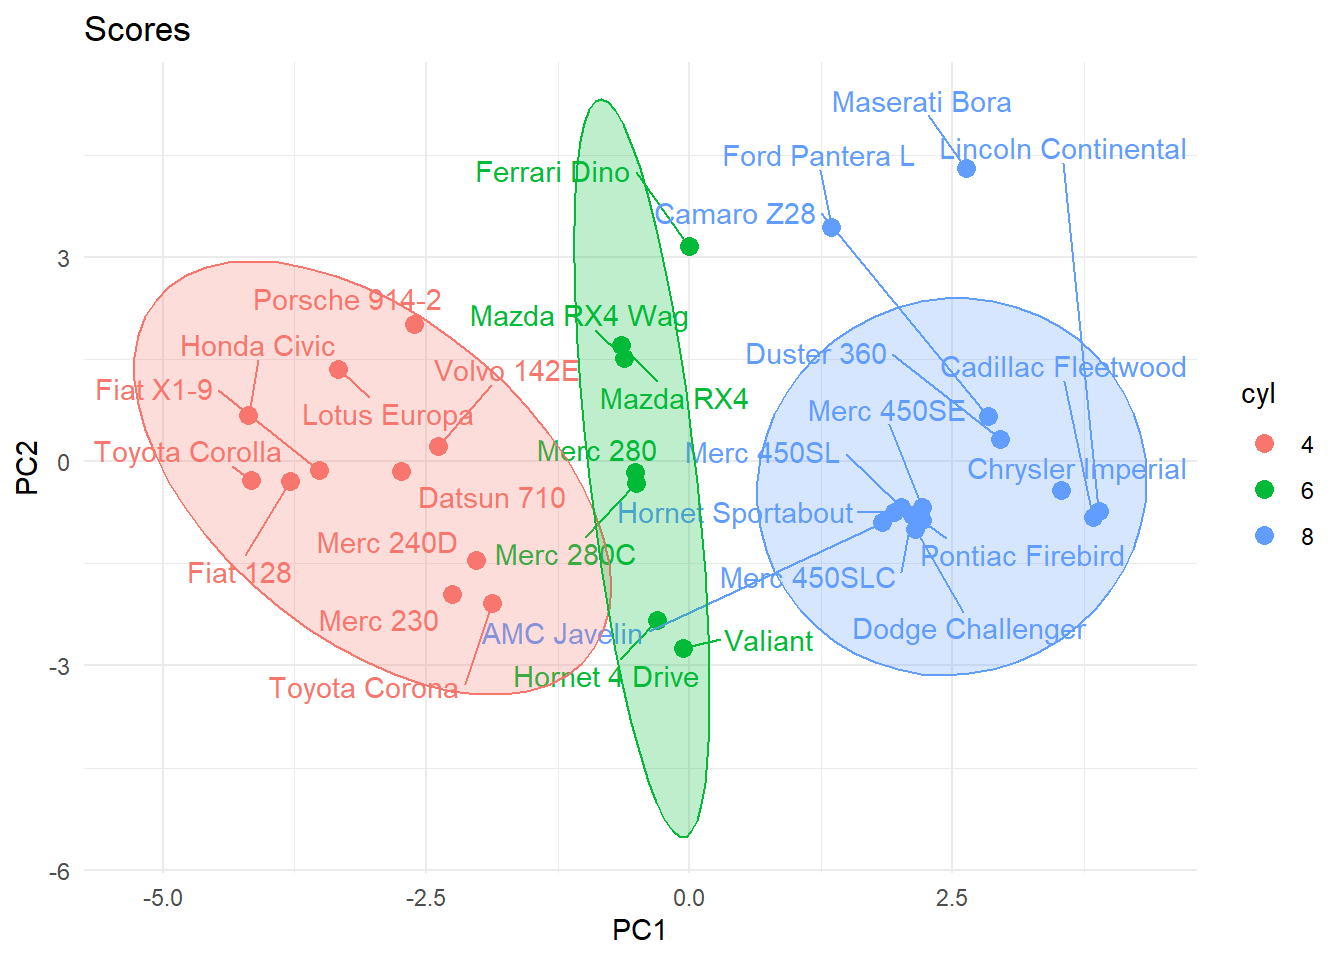 Scores
Maserati Bora
Lincoln Continental
Ford Pantera L
Ferrari Dino
Camaro Z28
3
Porsche 914-2
Mazda RX4 Wag
Honda Civic
Duster 360
Cadillac Fleetwood
Volvo 142E
Fiat X1-9
Mazda RX4
Merc 450SE
Lotus Europa
Toyota Corolla
Merc 280
Merc 450SL
0
Chrysler Imperial
Datsun 710
Hornet Sportabout
Merc 240D
Merc 280C
Pontiac Firebird
Fiat 128
Merc 450SLC
Merc 230
AMC Javelin
Valiant
Dodge Challenger
-3
Hornet 4 Drive
Toyota Corona
-6
-5.0
-2.5
0.0
2.5
PC1
PC2
cyl
4
6
8